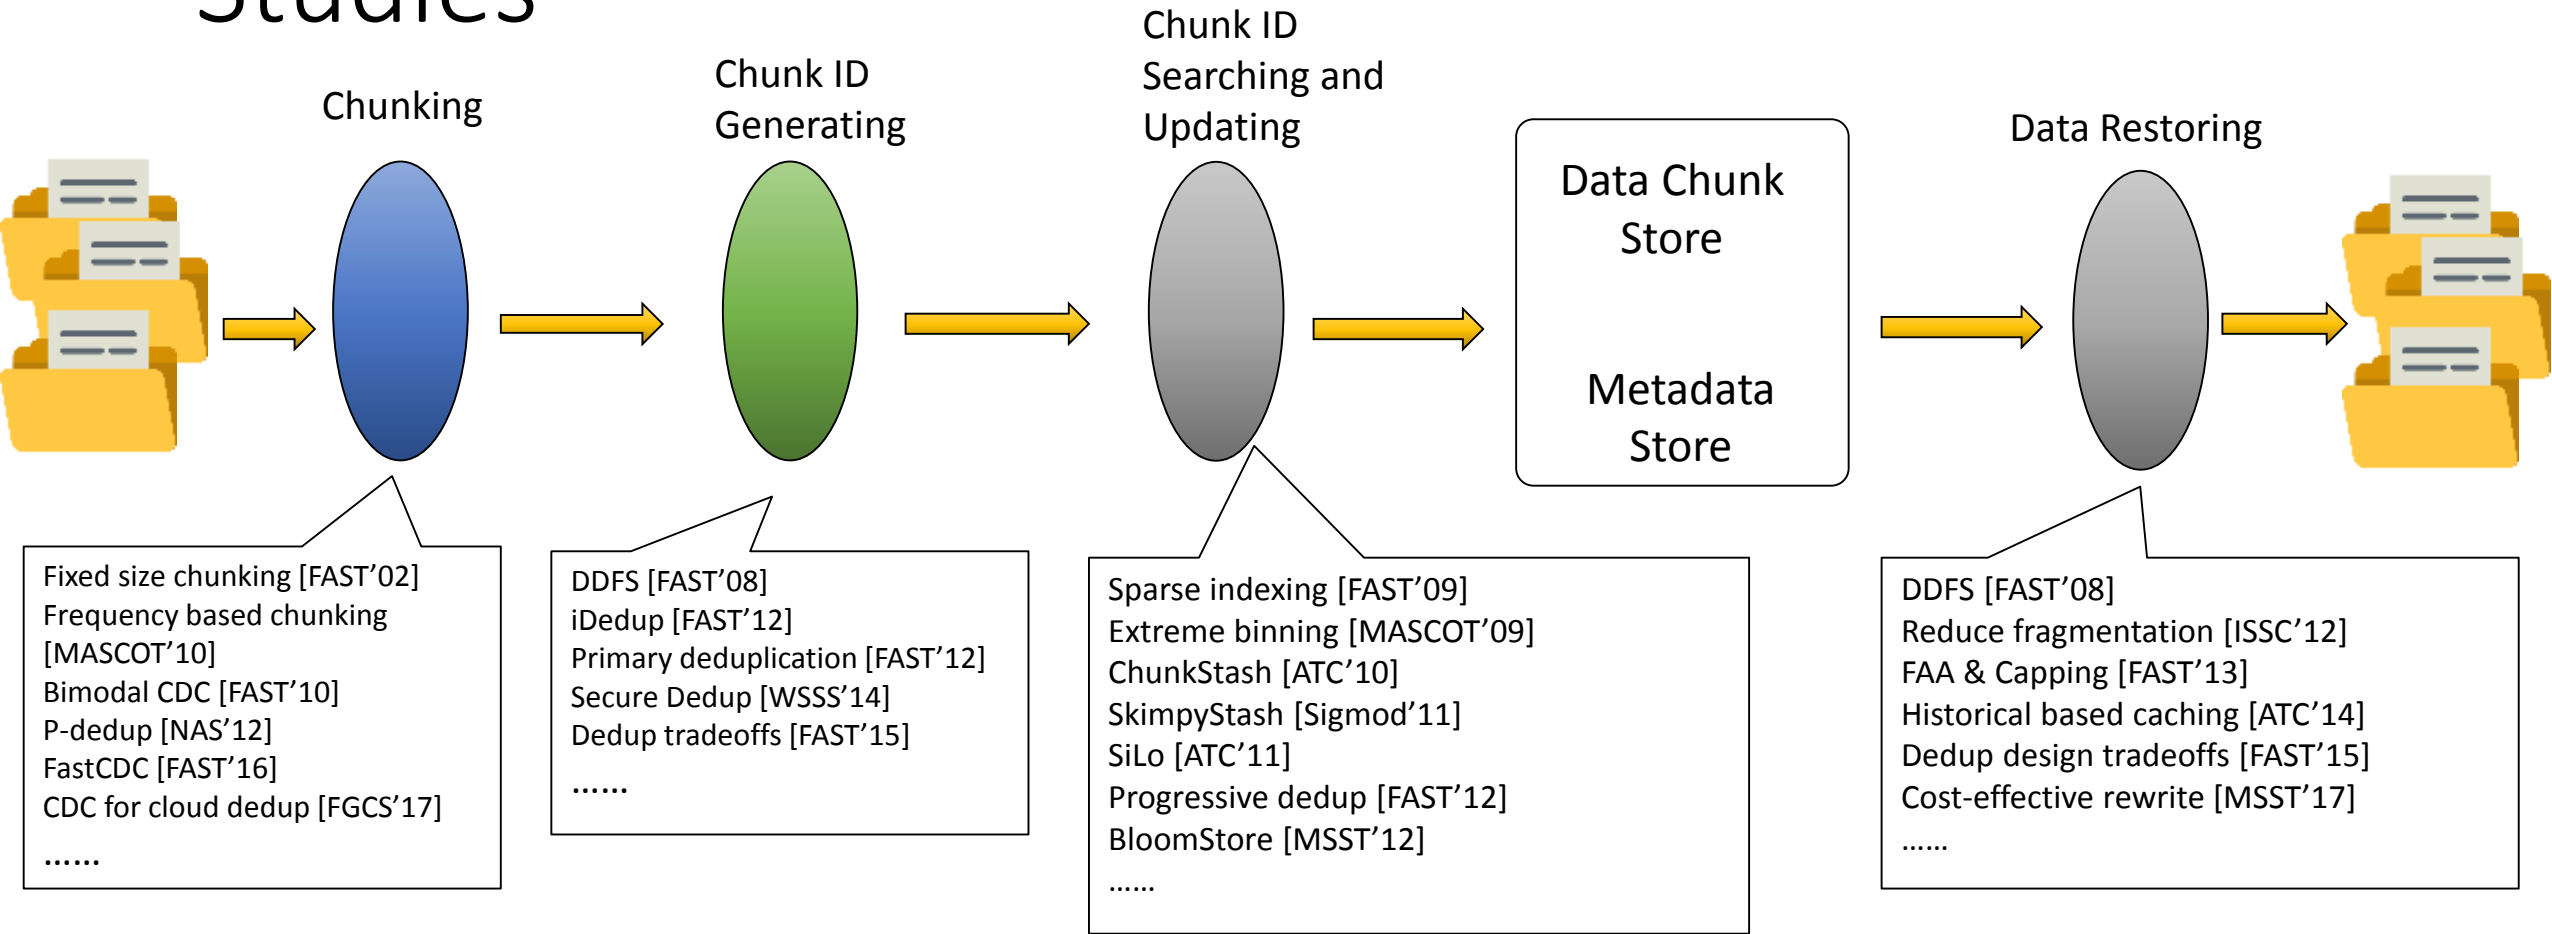 Studies
Chunking
Chunk ID
Generating
Chunk ID
Searching and
Updating
Data Chunk
Store
Metadata
Store
Data Restoring
Fixed size chunking [FAST’02]
Frequency based chunking
[MASCOT’10]
Bimodal CDC [FAST’10]
P-dedup [NAS’12]
FastCDC [FAST’16]
CDC for cloud dedup [FGCS’17]
……
DDFS [FAST’08]
iDedup [FAST’12]
Primary deduplication [FAST’12]
Secure Dedup [WSSS’14]
Dedup tradeoffs [FAST’15]
……
Sparse indexing [FAST’09]
Extreme binning [MASCOT’09]
ChunkStash [ATC’10]
SkimpyStash [Sigmod’11]
SiLo [ATC’11]
Progressive dedup [FAST’12]
BloomStore [MSST’12]
……
DDFS [FAST’08]
Reduce fragmentation [ISSC’12]
FAA & Capping [FAST’13]
Historical based caching [ATC’14]
Dedup design tradeoffs [FAST’15]
Cost-effective rewrite [MSST’17]
……